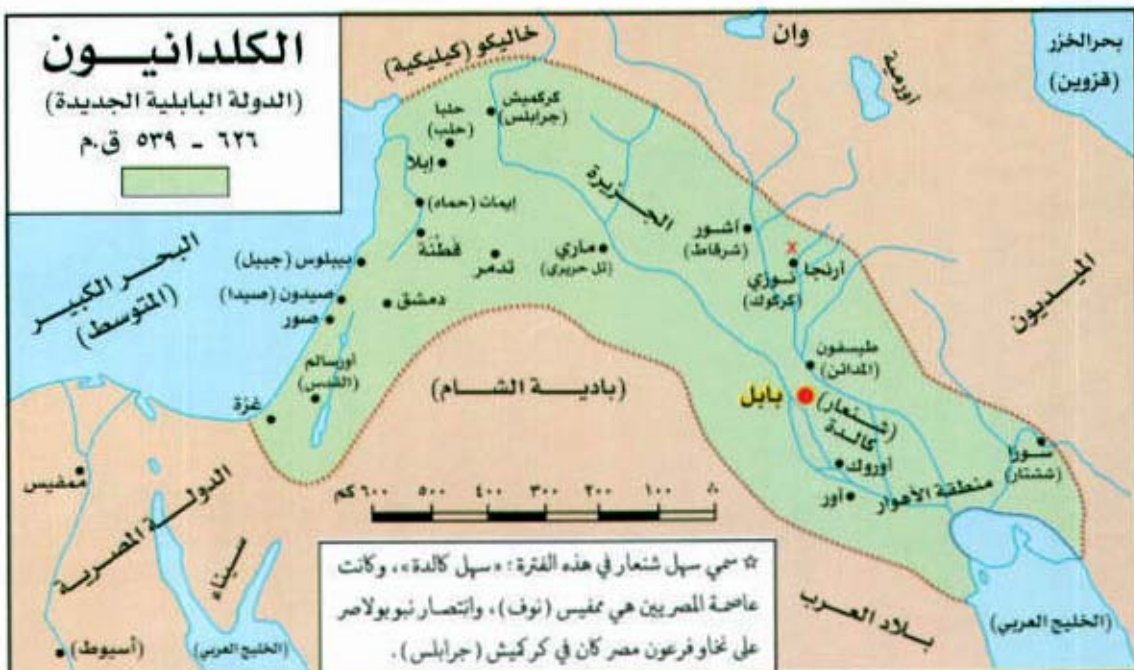 الكلدانيون
(الدولة البابلية الجديدة)
٦٢٦ - ٥٣٩ ق.م
خاليكو (كيليكية)
وان
أورمية
بحر الخزر
(قزوين)
كركميش
(جرابلس)
حلبا
(حلب)
إيلا
إيمات (حماه)
قطنة
تدمر
ماري
(تل حريري)
الجزيرة
آشور
(شرقاط)
x
أرنجا
نوزي
(كركوك)
الميديون
البحر الكبير
(المتوسط)
بيبلوس (جبيل)
صيدون (صيدا)
صور
دمشق
أورسالم
(القدس)
غزة
(بادية الشام)
طيسفون
(المدائن)
بابل
(شنعار)
كالدة
أوروك
أور
منطقة الأهوار
شوزا
(ششتار)
ممفيس
الدولة المصرية
سيناء
(أسيوط)
(الخليج العربي)
٦٠٠ كم ٥٠٠ ٤٠٠ ٣٠٠ ٢٠٠ ١٠٠ ٠
بلاد العرب
(الخليج العربي)
☆ سمي سهل شنعار في هذه الفترة: «سهل كالدة»، وكانت
عاصمة المصريين هي ممفيس (نوف)، وانتصار نبوبولاصر
على نخاو فرعون مصر كان في كركميش (جرابلس).